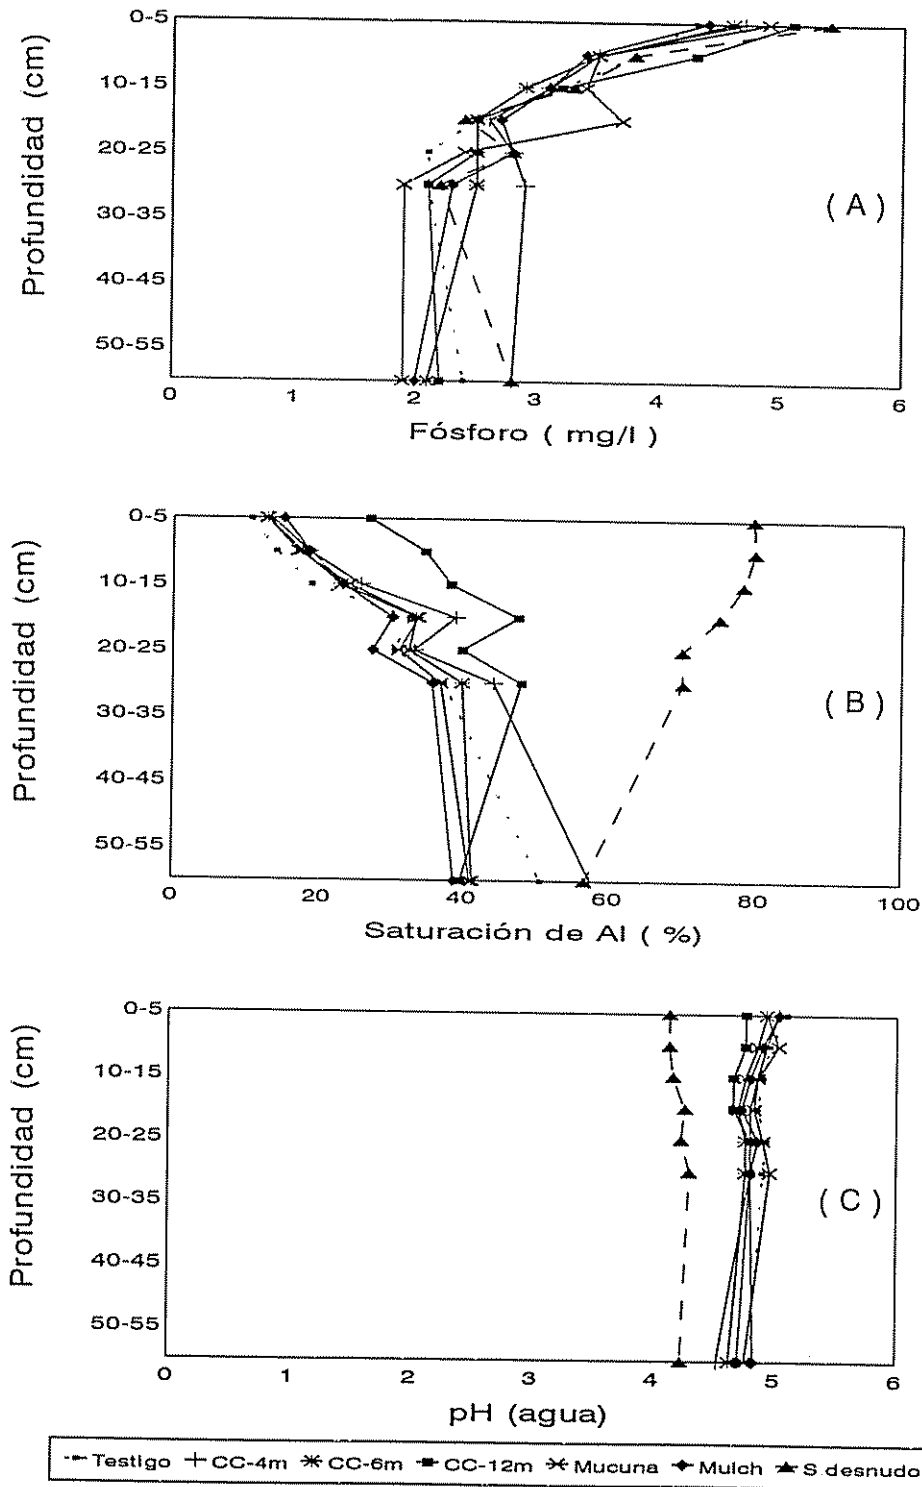 0-5
10-15
20-25
30-35
40-45
50-55
Profundidad (cm)
( A )
0 1 2 3 4 5 6
Fósforo ( mg/l )
0-5
10-15
20-25
30-35
40-45
50-55
Profundidad (cm)
( B )
0 20 40 60 80 100
Saturación de Al ( %)
0-5
10-15
20-25
30-35
40-45
50-55
Profundidad (cm)
( C )
0 1 2 3 4 5 6
pH (agua)
Testigo CC-4m CC-6m CC-12m Mucuna Mulch S.desnudo